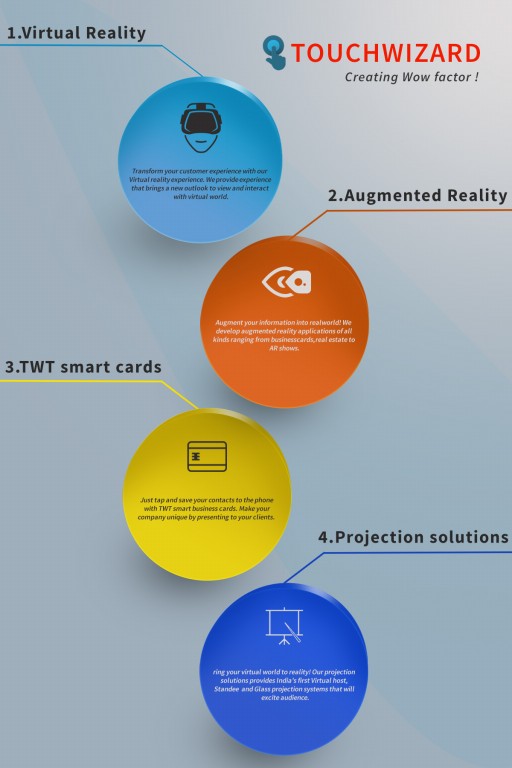 1.Virtual Reality
TOUCHWIZARD
Creating Wow factor !
Transform your customer experience with our
Virtual reality experience. We provide experience
that brings a new outlook to view and interact
with virtual world.
2.Augmented Reality
Augment your information into realworld! We
develop augmented reality applications of all
kinds ranging from businesscards,real estate to
AR shows.
3.TWT smart cards
Just tap and save your contacts to the phone
with TWT smart business cards. Make your
company unique by presenting to your clients.
4.Projection solutions
ring your virtual world to reality! Our projection
solutions provides India's first Virtual host,
Standee and Glass projection systems that will
excite audience.